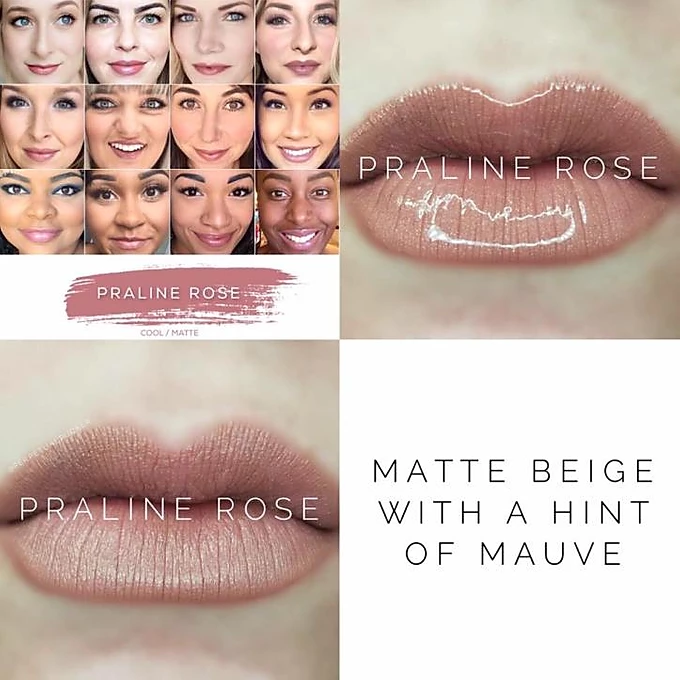 PRALINE ROSE
COOL / MATTE
PRALINE ROSE
PRALINE ROSE
MATTE BEIGE
WITH A HINT
OF MAUVE